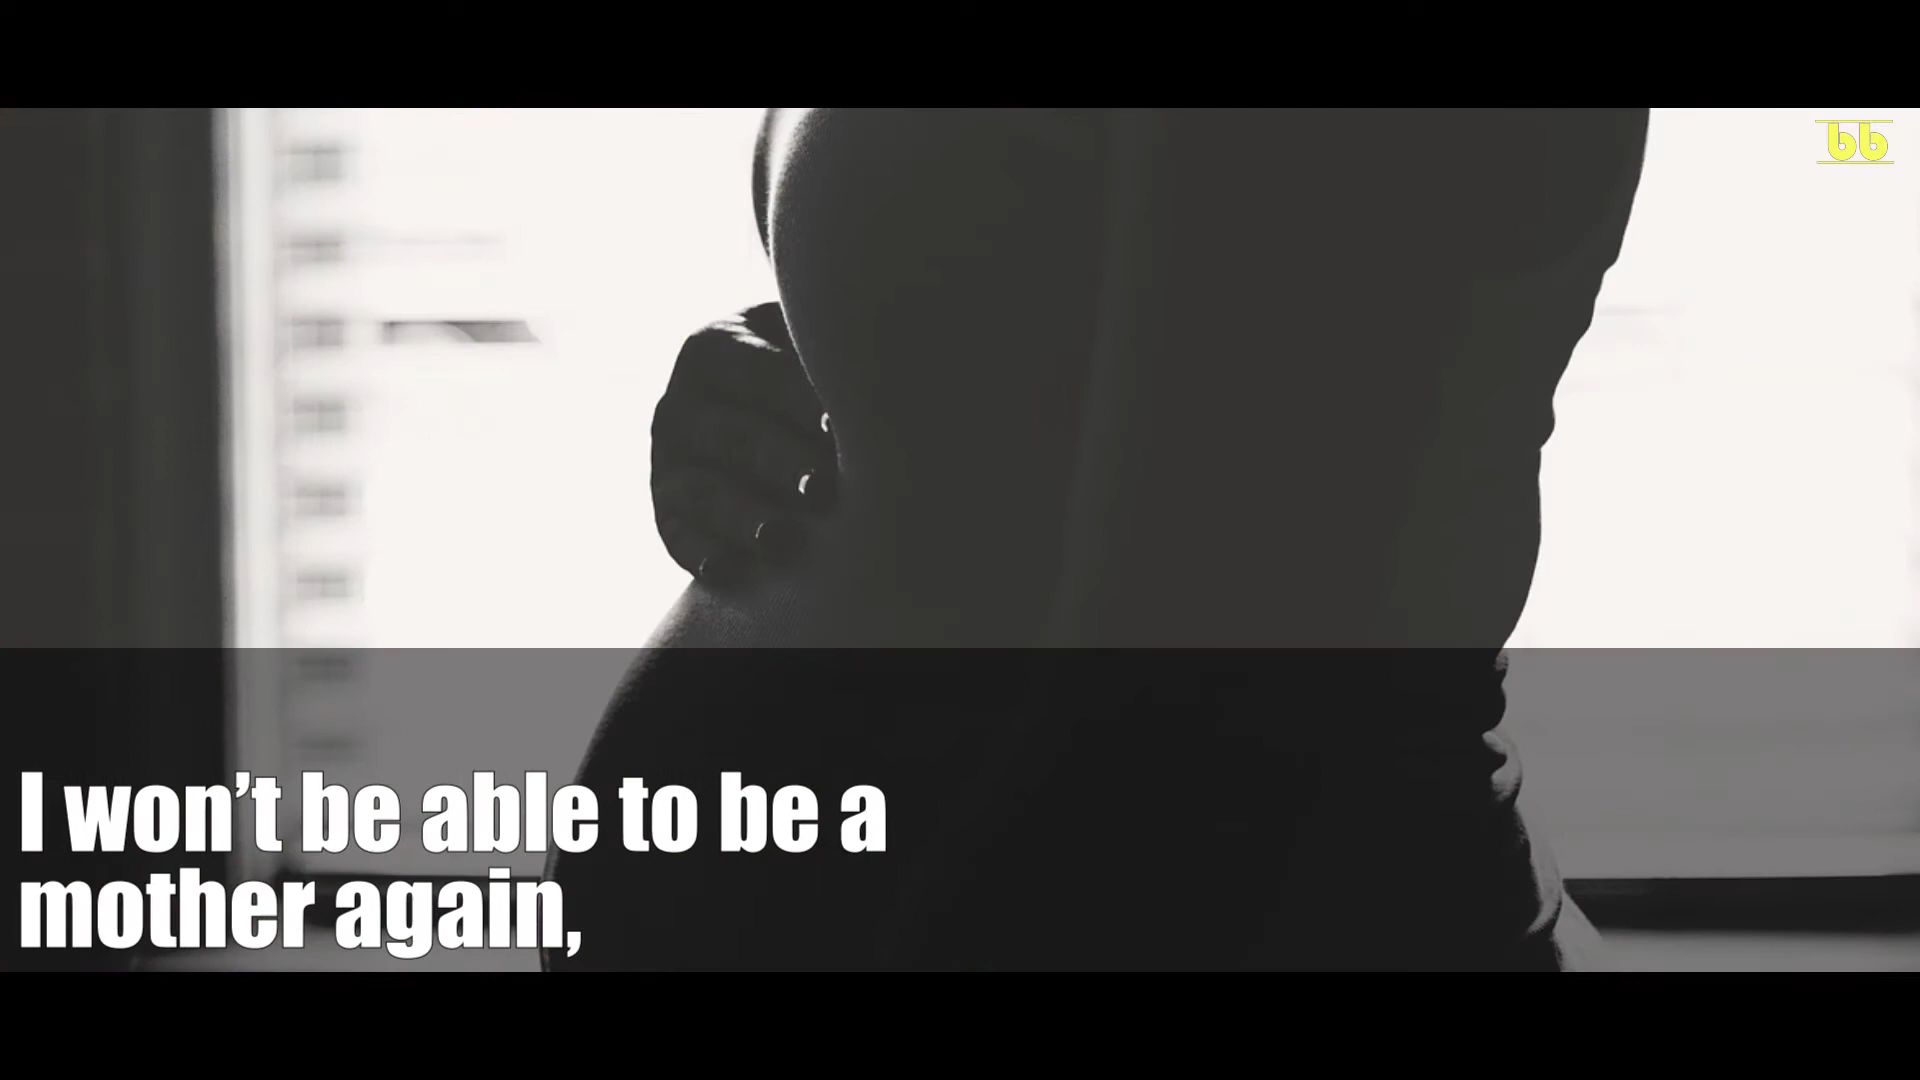 bb
I won’t be able to be a
mother again,